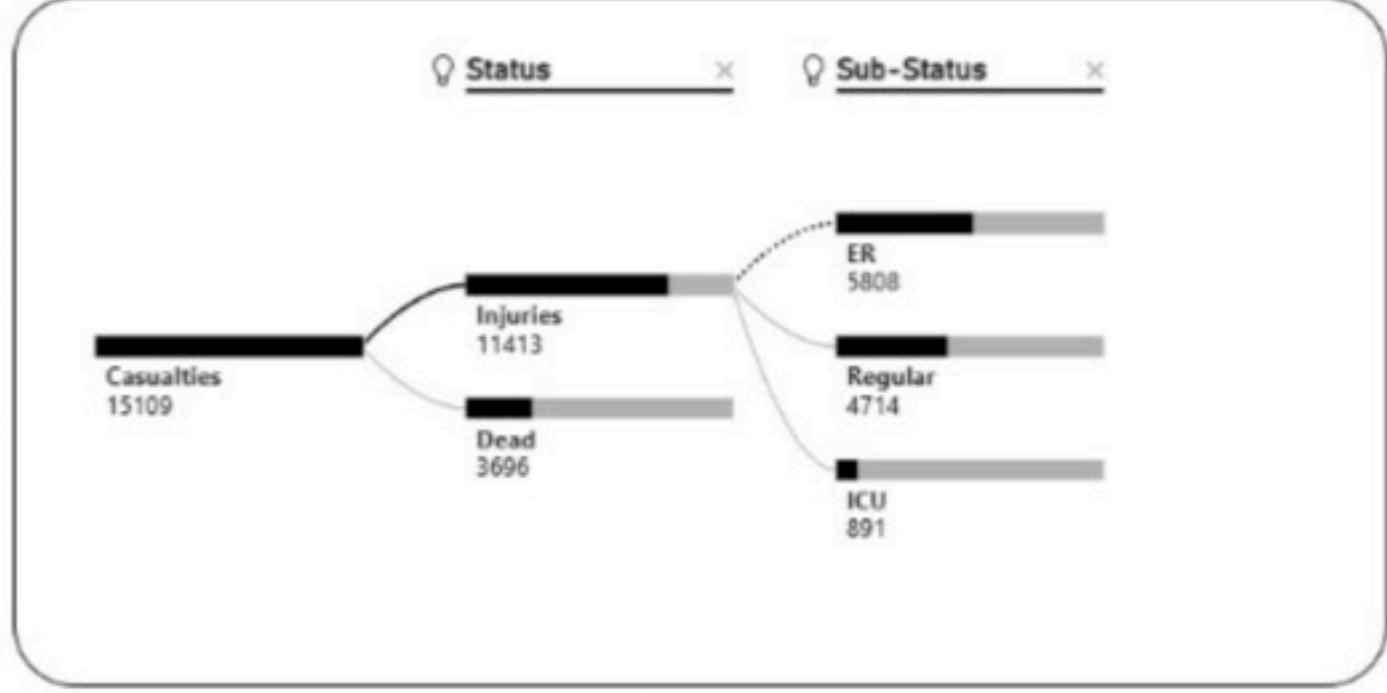 Status
Sub-Status
ER
5808
Injuries
11413
Casualties
15109
Regular
4714
Dead
3696
ICU
891